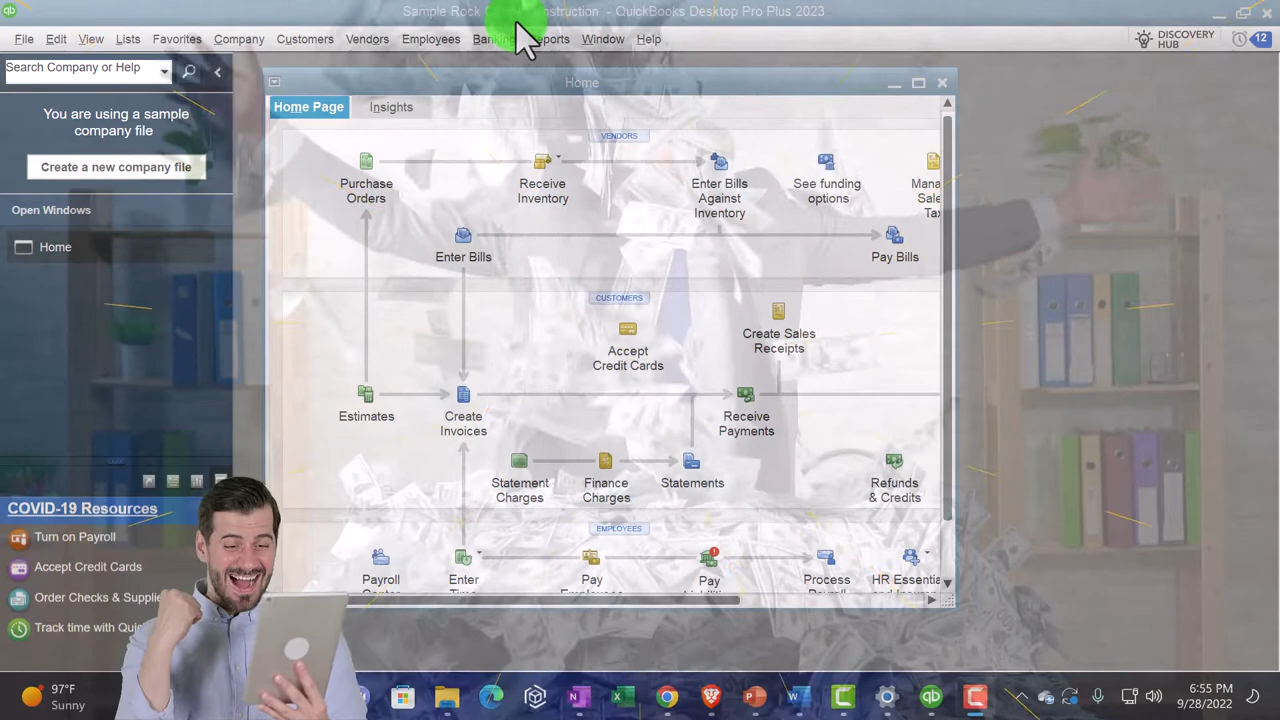 Sample Rock Construction - QuickBooks Desktop Pro Plus 2023
File Edit View Lists Favorites Company Customers Vendors Employees Banking Reports Window Help
DISCOVERY
HUB
12
Search Company or Help
You are using a sample
company file
Create a new company file
Open Windows
Home
Home
Home Page Insights
VENDORS
Purchase
Orders
Receive
Inventory
Enter Bills
Against
Inventory
See funding
options
Mana
Sale
Tax
Enter Bills
Pay Bills
CUSTOMERS
Accept
Credit Cards
Create Sales
Receipts
Estimates
Create
Invoices
Receive
Payments
Statement
Charges
Finance
Charges
Statements
Refunds
& Credits
EMPLOYEES
Payroll
Enter
Pay
Pay
Process
HR Essentia
COVID-19 Resources
Turn on Payroll
Accept Credit Cards
Order Checks & Supplie
Track time with Quic
97°F
Sunny
6:55 PM
9/28/2022